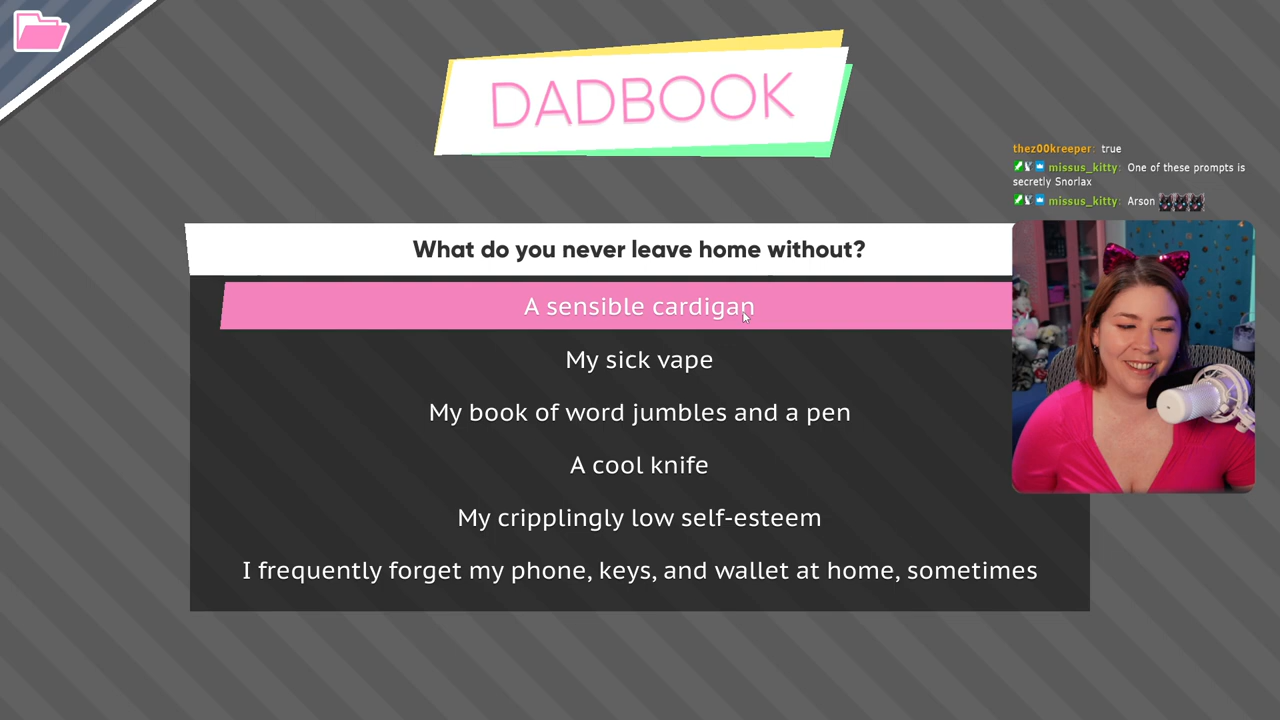 DADBOOK
thez00kreeper: true
missus_kitty: One of these prompts is
secretly Snorlax
missus_kitty: Arson
What do you never leave home without?
A sensible cardigan
My sick vape
My book of word jumbles and a pen
A cool knife
My cripplingly low self-esteem
I frequently forget my phone, keys, and wallet at home, sometimes